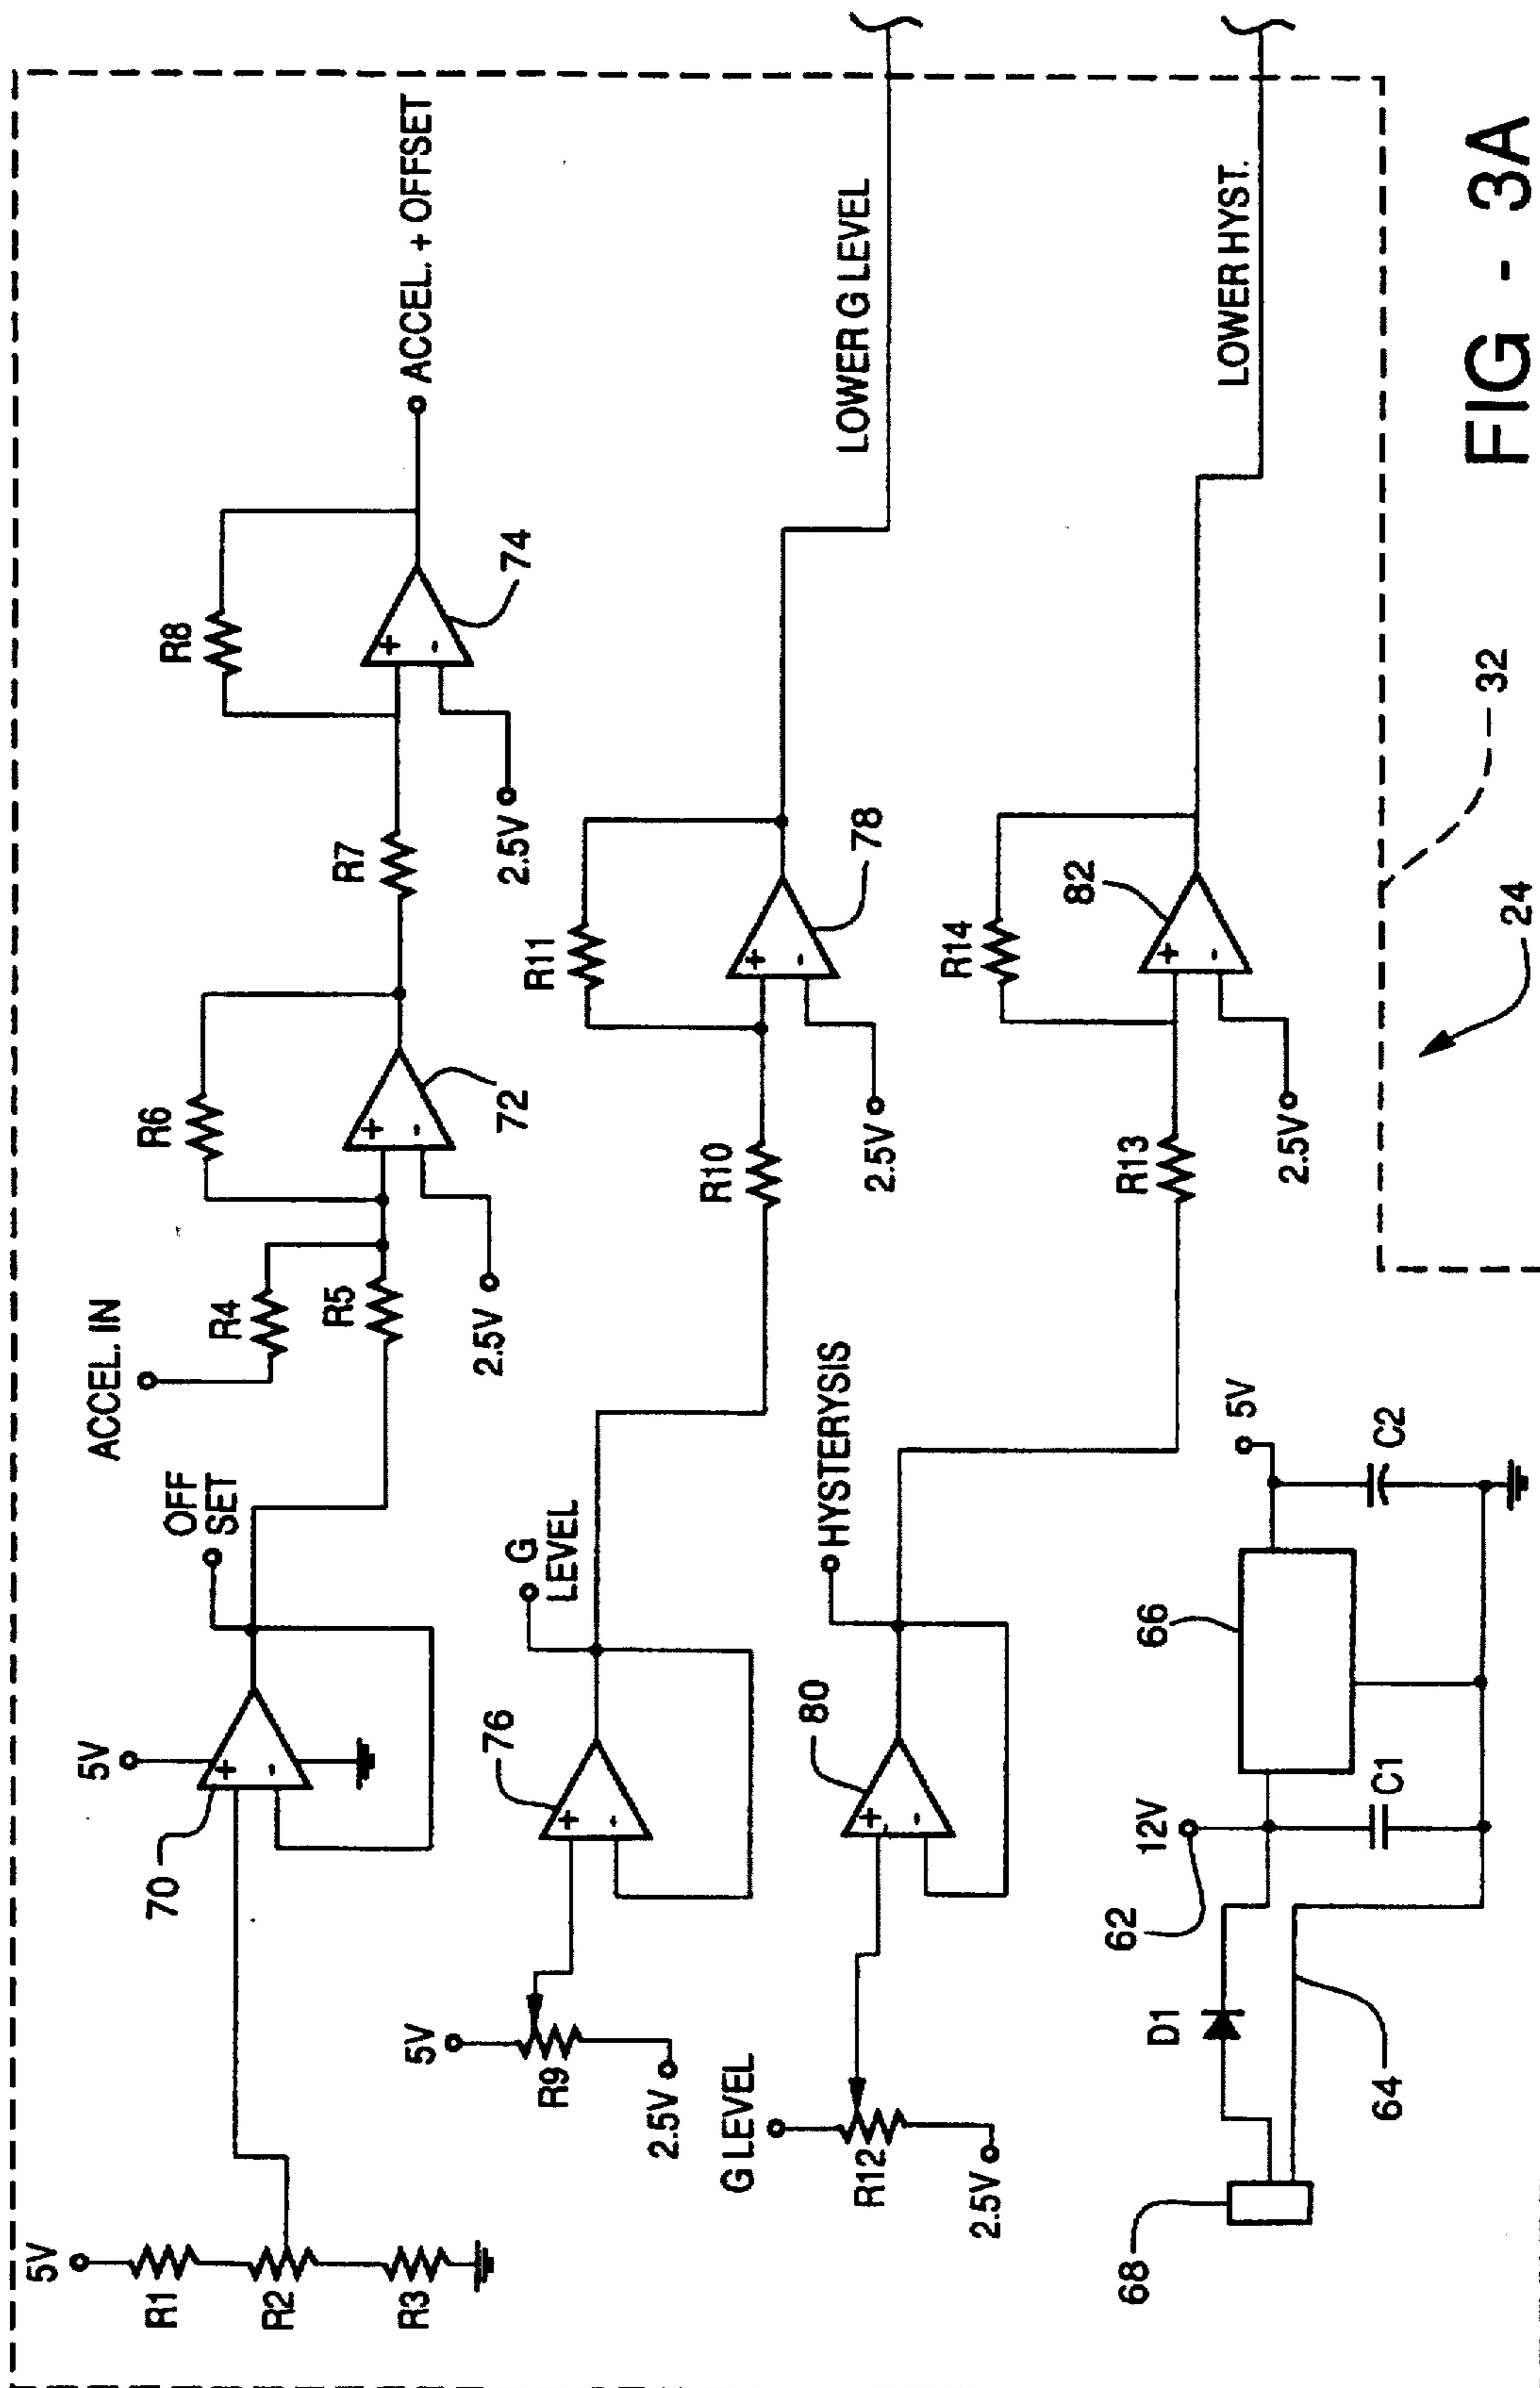 5V
R1
R2
R3
70
5V
OFF
SET
ACCEL. IN
R4
R5
2.5V
R6
+
-
72
R7
2.5V
R8
+
-
74
ACCEL. + OFFSET
+
-
5V
R9
2.5V
76
+
-
G
LEVEL
R10
2.5V
R11
+
-
78
LOWER G LEVEL
G LEVEL
R12
2.5V
80
+
-
HYSTERYSIS
R13
2.5V
R14
82
+
-
LOWER HYST.
68
D1
64
62
12V
C1
66
5V
C2
24
32
FIG - 3A